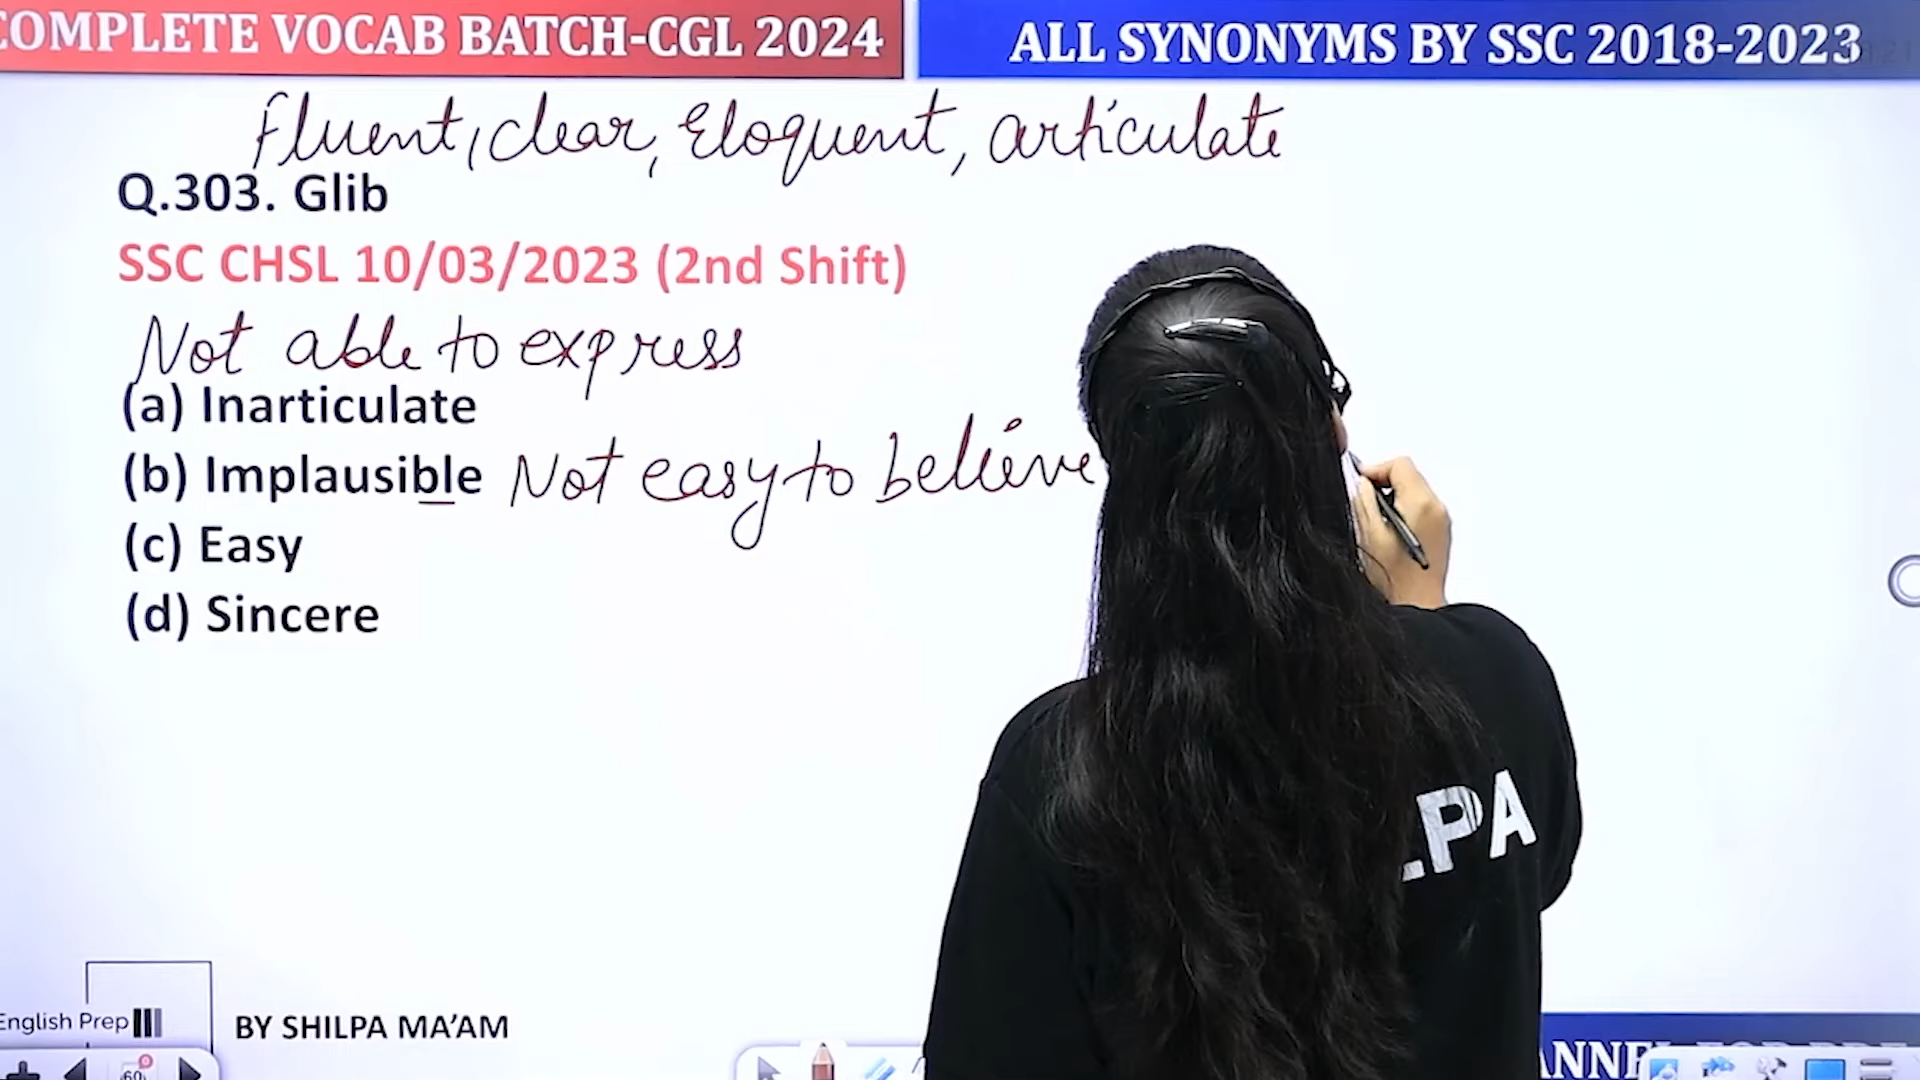 COMPLETE VOCAB BATCH-CGL 2024
ALL SYNONYMS BY SSC 2018-2023
Fluent, clear, Eloquent, articulate
Q.303. Glib
SSC CHSL 10/03/2023 (2nd Shift)
Not able to express
(a) Inarticulate
(b) Implausible Not easy to believe
(c) Easy
(d) Sincere
LPA
English Prep
BY SHILPA MA'AM
60